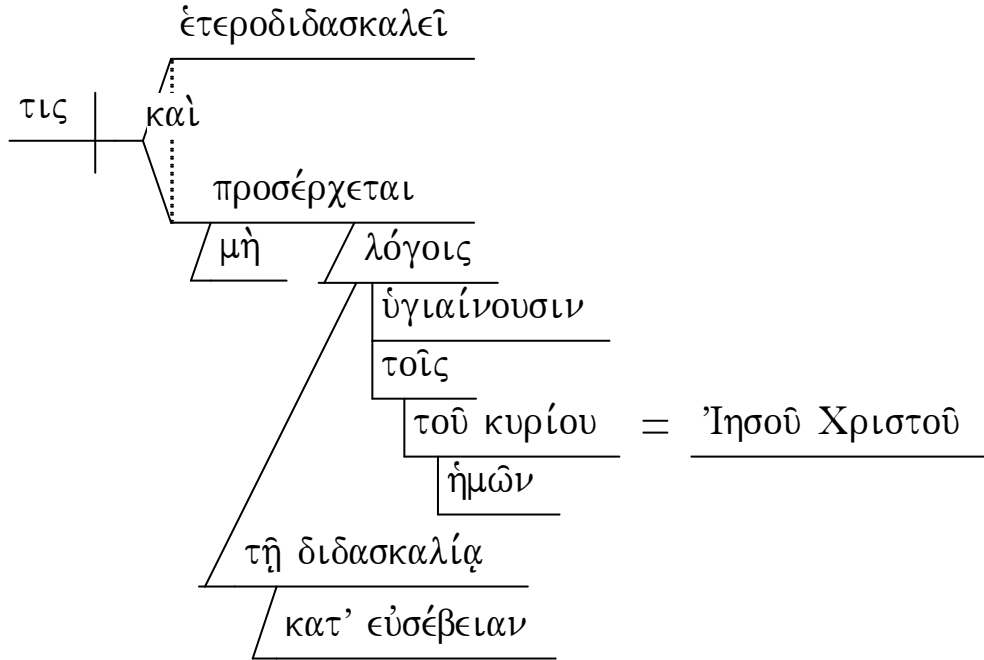 ἑτεροδιδασκαλεῖ
τις
καὶ
προσέρχεται
μὴ
λόγοις
ὑγιαίνουσιν
τοῖς
τοῦ κυρίου = Ἰησοῦ Χριστοῦ
ἡμῶν
τῇ διδασκαλίᾳ
κατ’ εὐσέβειαν